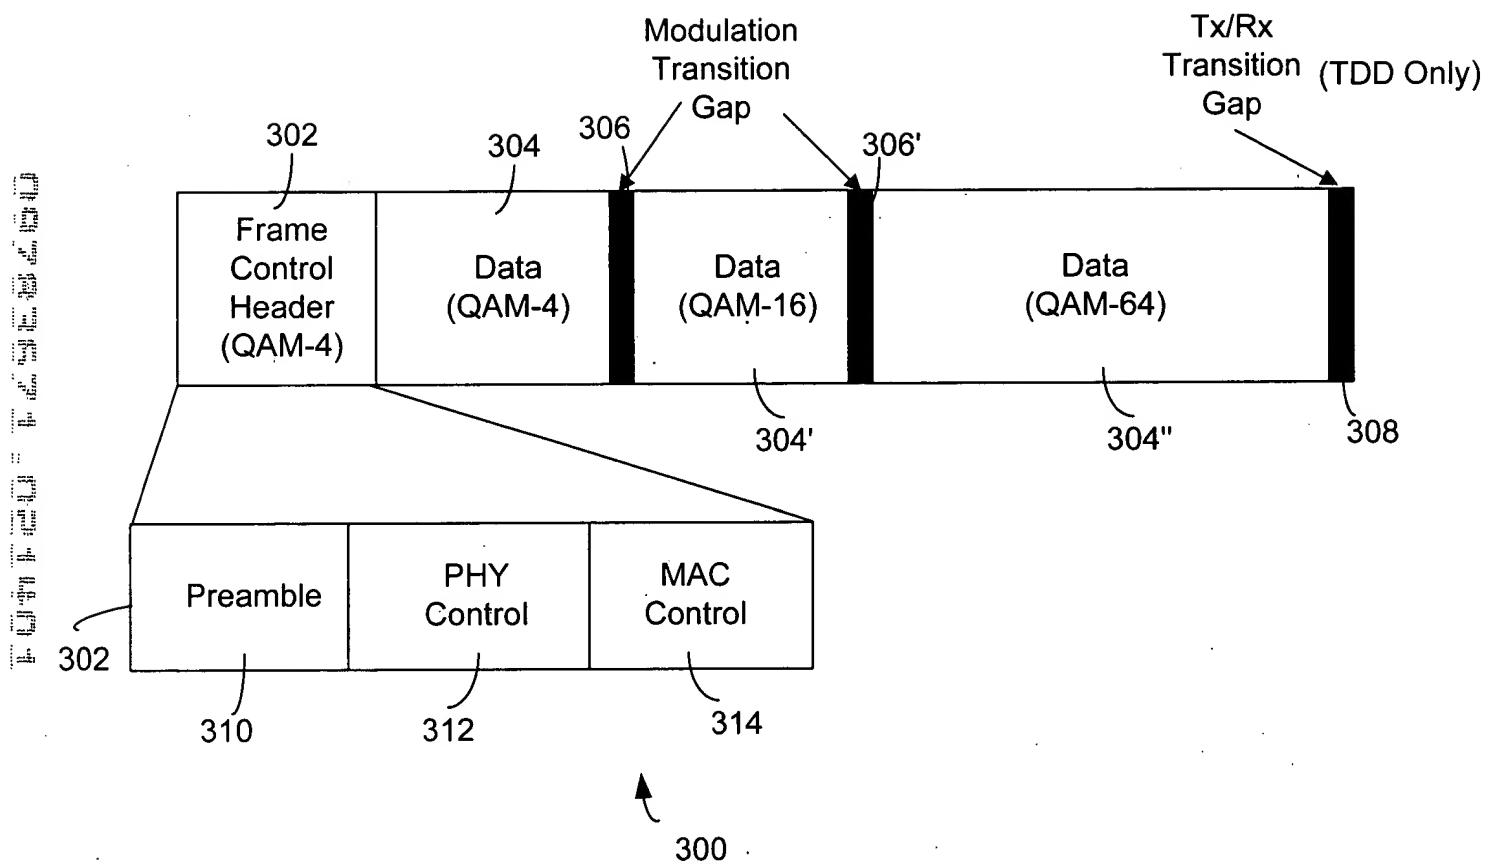 Modulation
Transition
Gap
Tx/Rx
Transition
Gap
(TDD Only)
302
304
306
306'
Frame
Control
Header
(QAM-4)
Data
(QAM-4)
Data
(QAM-16)
Data
(QAM-64)
304'
304"
308
Preamble
PHY
Control
MAC
Control
302
310
312
314
300